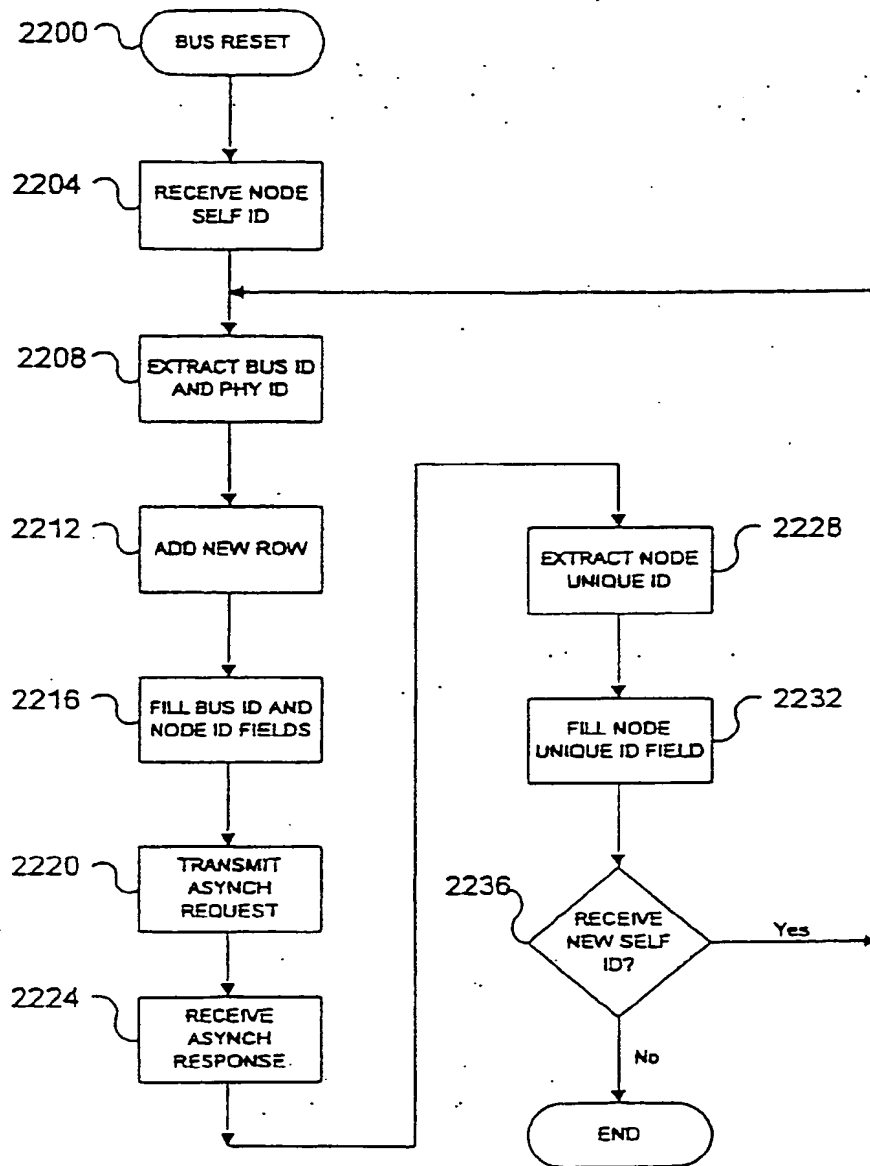 2200
BUS RESET
2204
RECEIVE NODE
SELF ID
2208
EXTRACT BUS ID
AND PHY ID
2212
ADD NEW ROW
2216
FILL BUS ID AND
NODE ID FIELDS
2220
TRANSMIT
ASYNCH
REQUEST
2224
RECEIVE
ASYNCH
RESPONSE
2228
EXTRACT NODE
UNIQUE ID
2232
FILL NODE
UNIQUE ID FIELD
2236
RECEIVE
NEW SELF
ID?
Yes
No
END